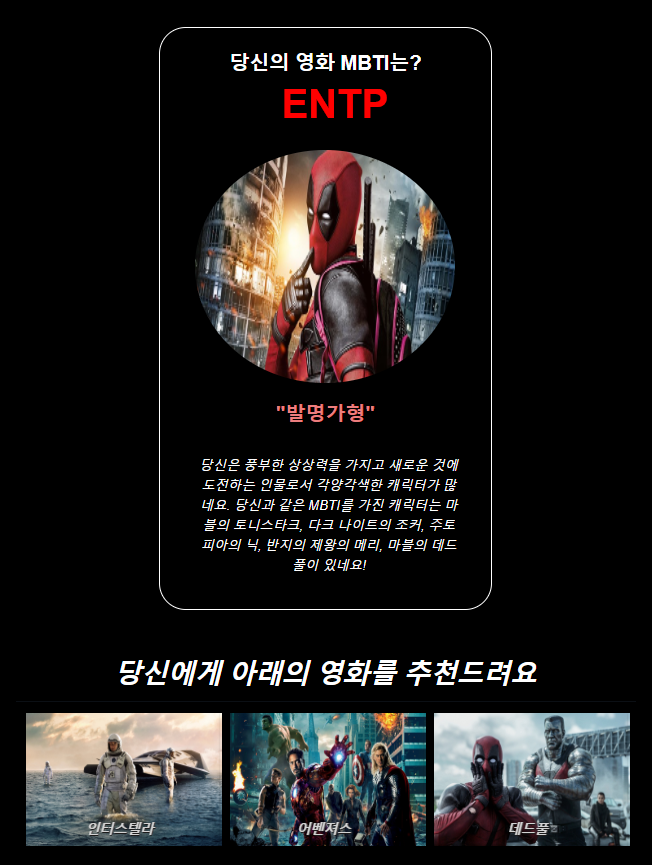 당신의 영화 MBTI는?
ENTP
"발명가형"
당신은 풍부한 상상력을 가지고 새로운 것에
도전하는 인물로서 각양각색한 캐릭터가 많
네요. 당신과 같은 MBTI를 가진 캐릭터는 마
블의 토니스타크, 다크 나이트의 조커, 주토
피아의 닉, 반지의 제왕의 메리, 마블의 데드
풀이 있네요!
당신에게 아래의 영화를 추천드려요
인터스텔라
어벤져스
데드풀